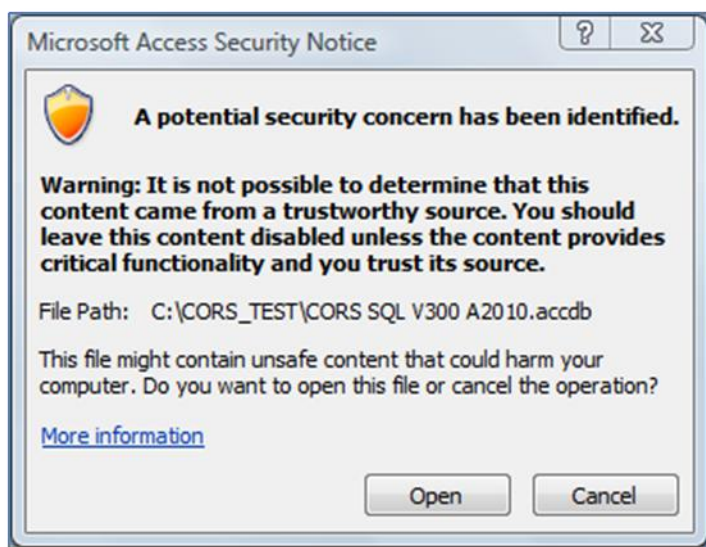 Microsoft Access Security Notice
A potential security concern has been identified.
Warning: It is not possible to determine that this
content came from a trustworthy source. You should
leave this content disabled unless the content provides
critical functionality and you trust its source.
File Path: C:\CORS_TEST\CORS SQL V300 A2010.accdb
This file might contain unsafe content that could harm your
computer. Do you want to open this file or cancel the operation?
More information
Open Cancel